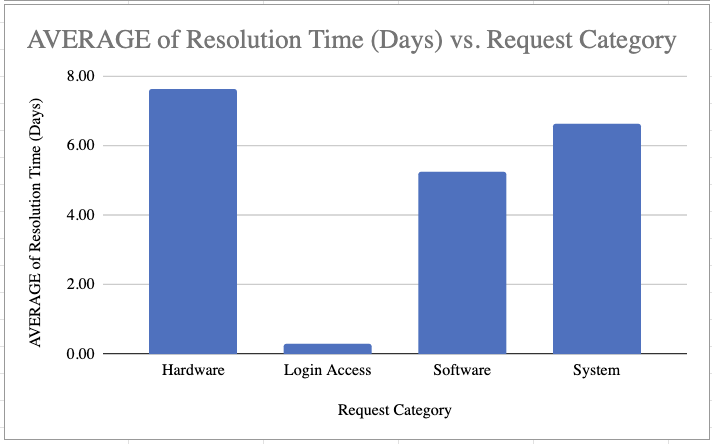 AVERAGE of Resolution Time (Days) vs. Request Category
AVERAGE of Resolution Time (Days)
8.00
6.00
4.00
2.00
0.00
Hardware
Login Access
Software
System
Request Category